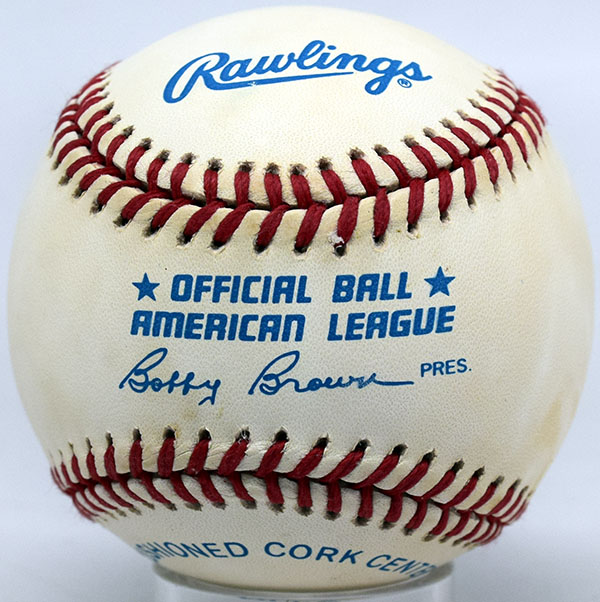 Rawlings®
★ OFFICIAL BALL ★
AMERICAN LEAGUE
Bobby Brown PRES.
CORK